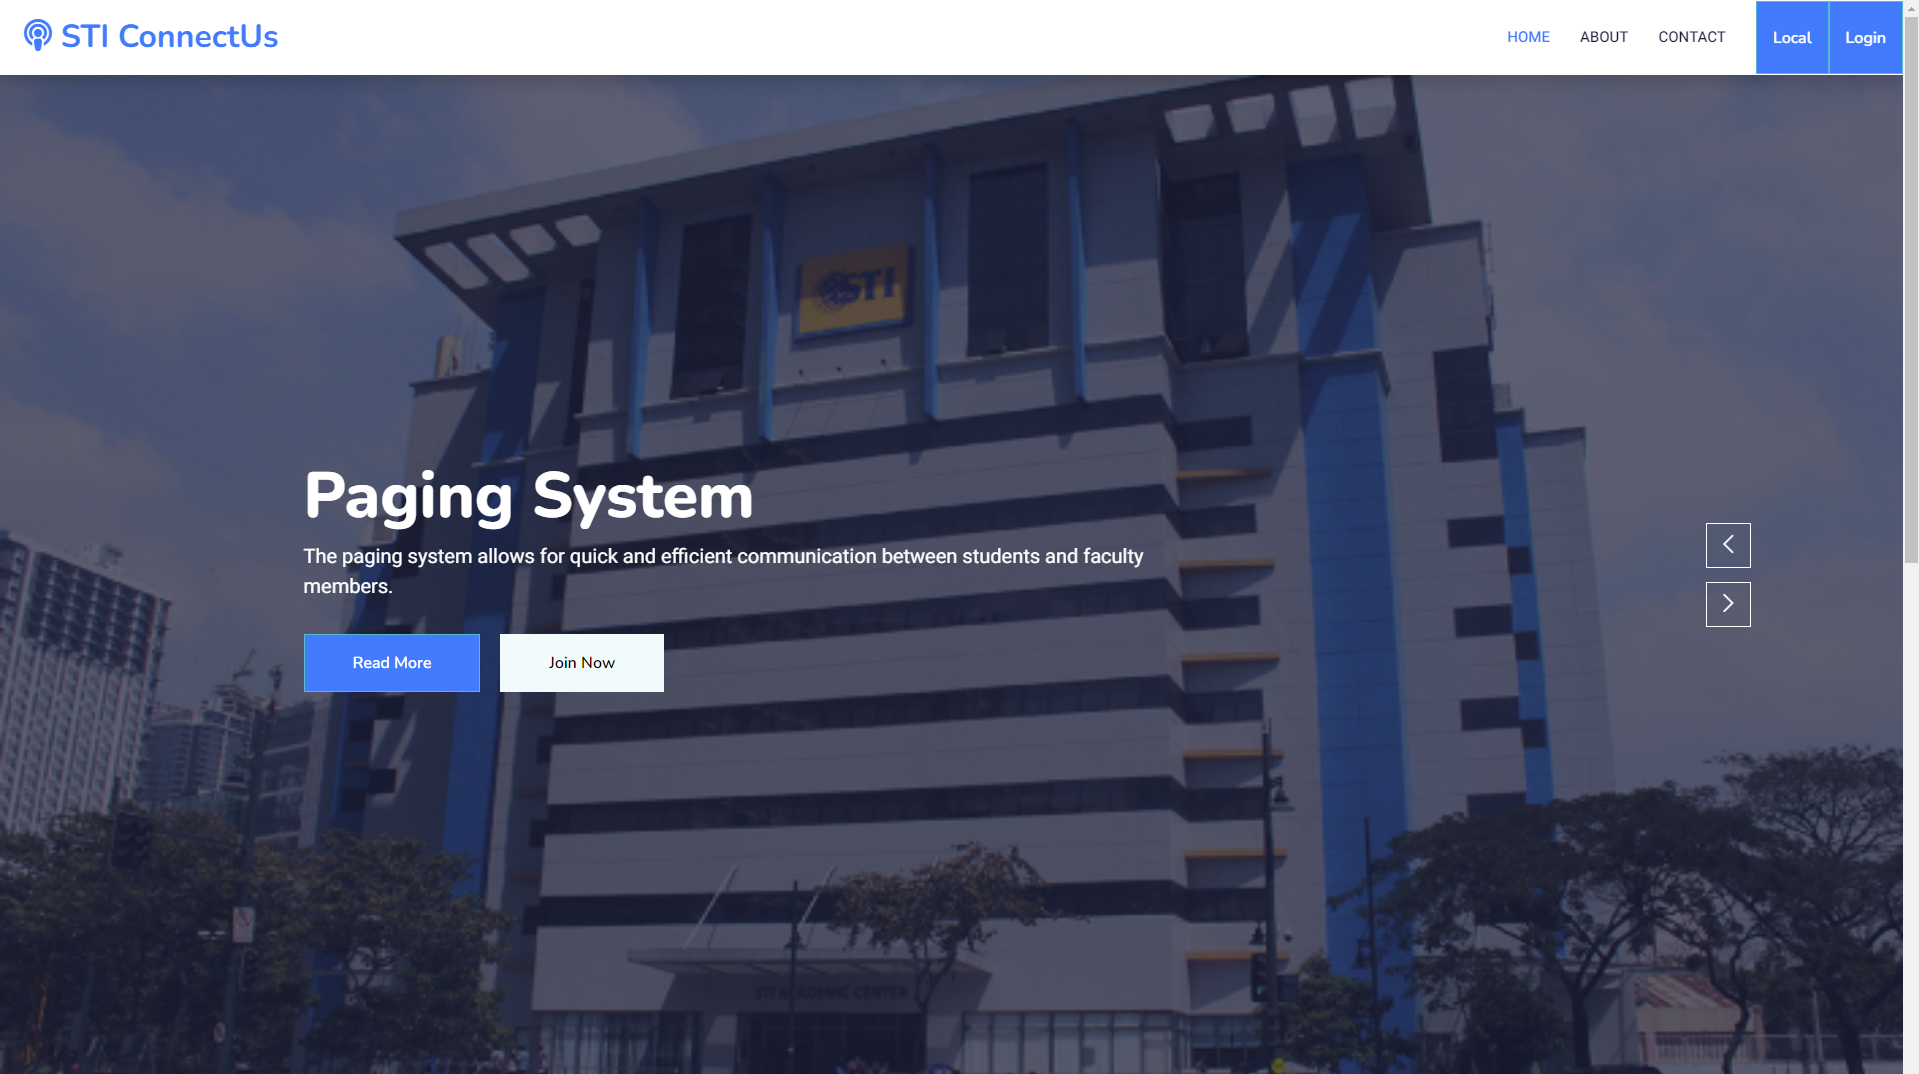 STI ConnectUs
HOME
ABOUT
CONTACT
Local
Login
STI
Paging System
The paging system allows for quick and efficient communication between students and faculty
members.
Read More
Join Now
STI ACADEMIC CENTER